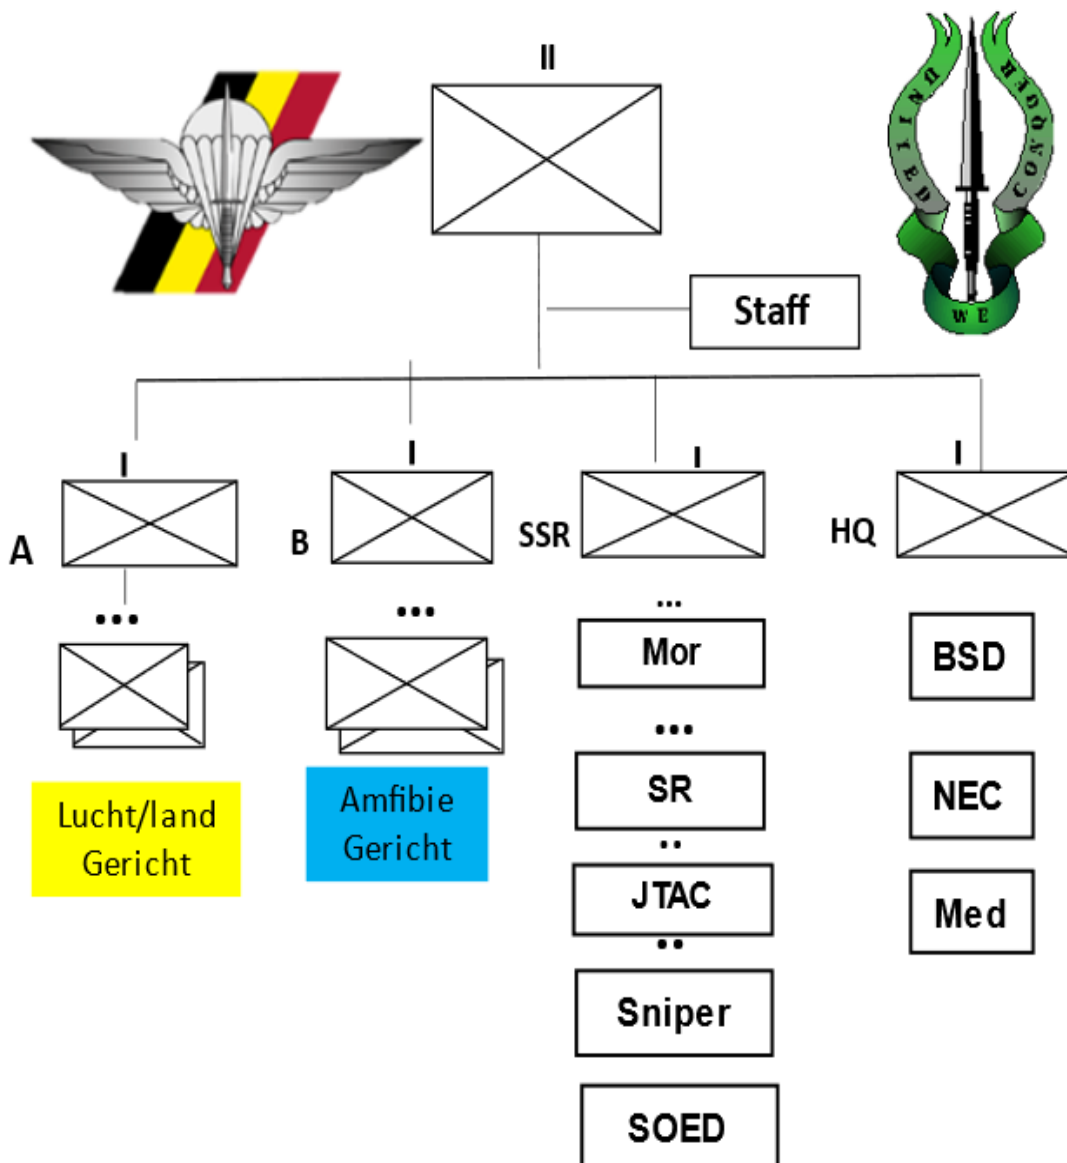 II
UNITED
WE
CONQUER
Staff
I
I
I
I
A
B
SSR
HQ
...
...
...
Mor
BSD
...
SR
NEC
Lucht/land
Gericht
Amfibie
Gericht
..
JTAC
Med
..
Sniper
SOED